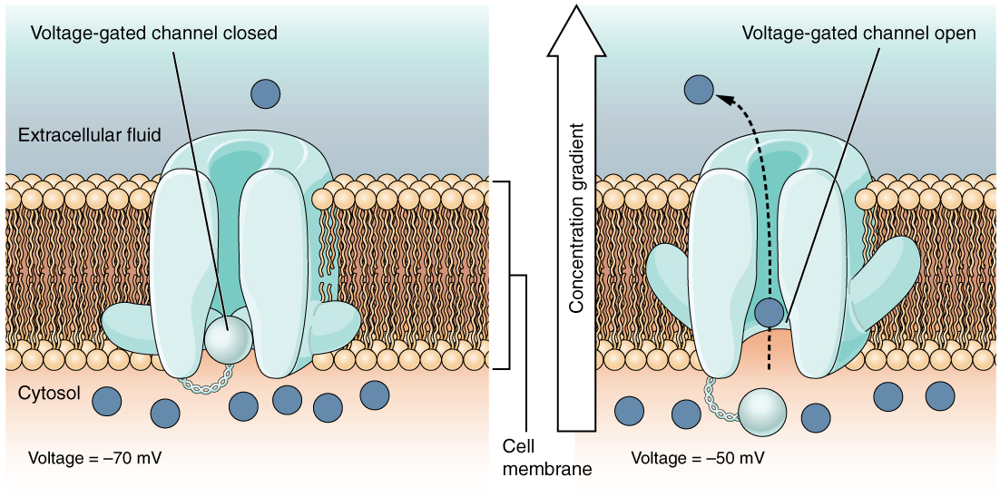 Voltage-gated channel closed
Extracellular fluid
Cytosol
Voltage = –70 mV
Cell
membrane
Concentration gradient
Voltage-gated channel open
Voltage = –50 mV